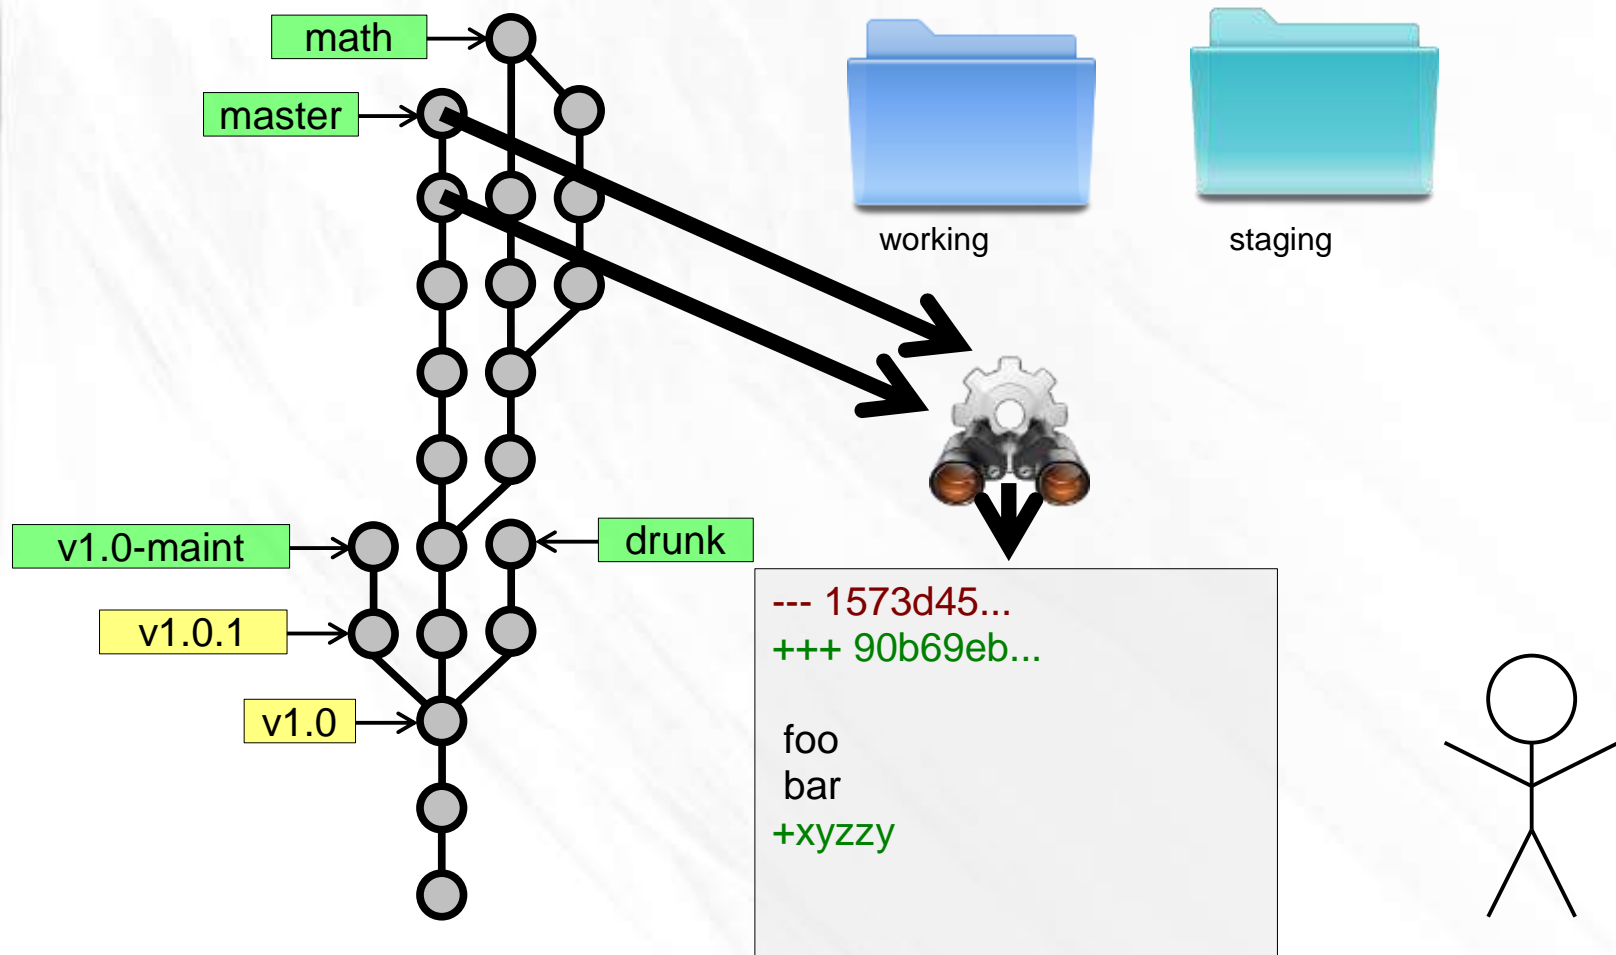 math
master
working
staging
v1.0-maint
drunk
v1.0.1
v1.0
--- 1573d45...
+++ 90b69eb...
foo
bar
+xyzzy